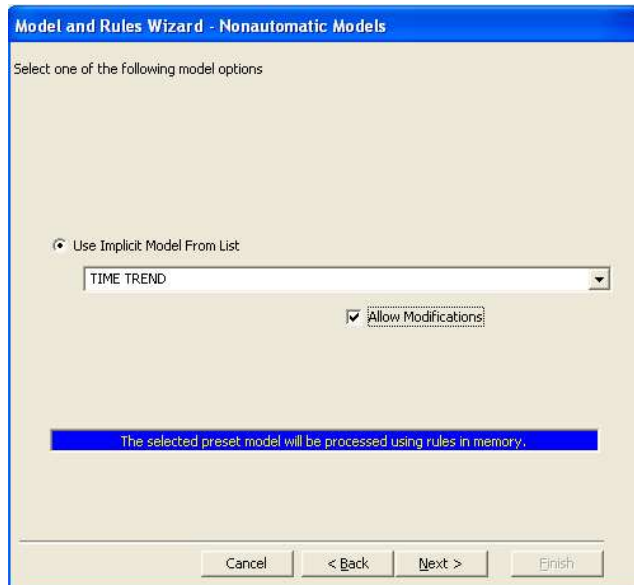 Model and Rules Wizard - Nonautomatic Models
Select one of the following model options
Use Implicit Model From List
TIME TREND
Allow Modifications
The selected preset model will be processed using rules in memory.
Cancel
< Back
Next >
Finish